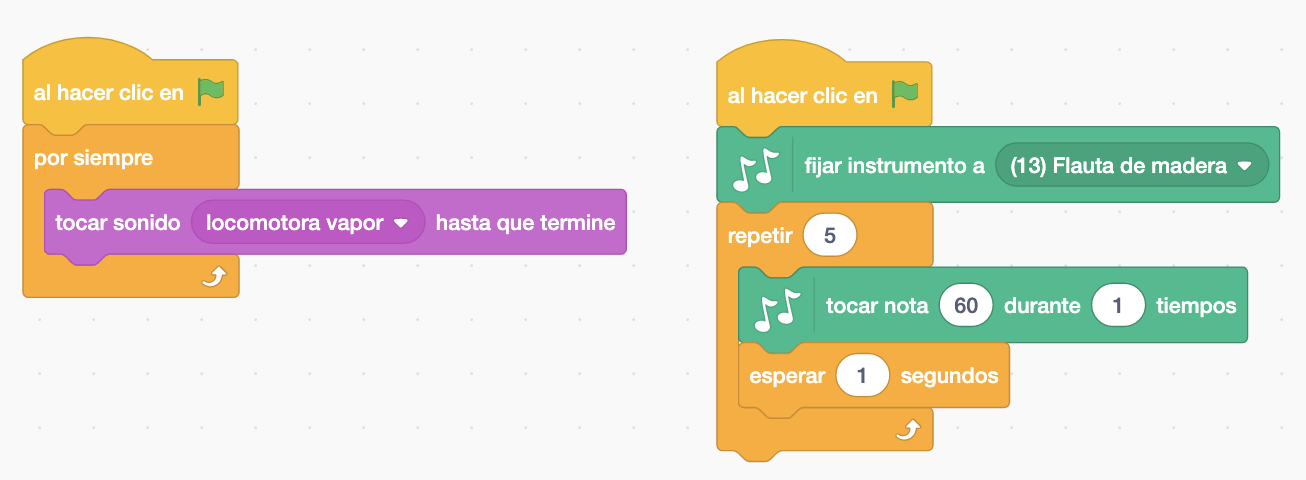 al hacer clic en
por siempre
tocar sonido locomotora vapor hasta que termine
al hacer clic en
fijar instrumento a (13) Flauta de madera
repetir 5
tocar nota 60 durante 1 tiempos
esperar 1 segundos